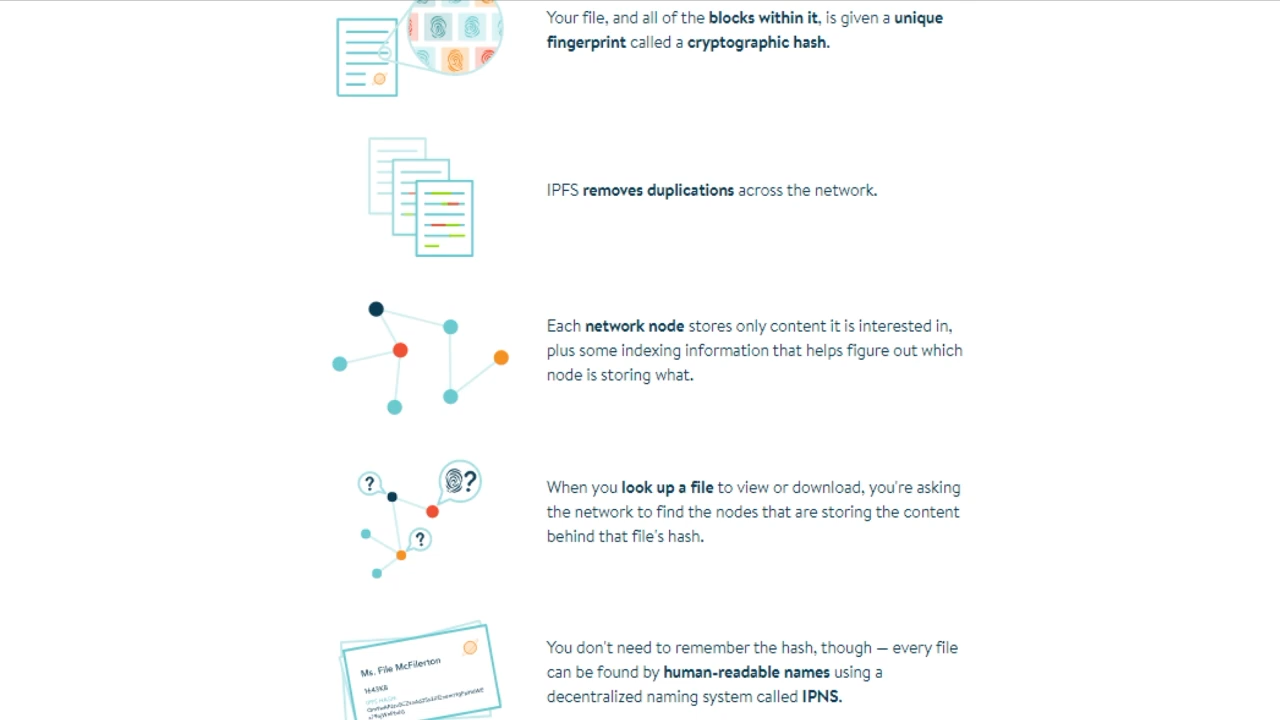 Your file, and all of the blocks within it, is given a unique
fingerprint called a cryptographic hash.
IPFS removes duplications across the network.
Each network node stores only content it is interested in,
plus some indexing information that helps figure out which
node is storing what.
?
?
?
When you look up a file to view or download, you're asking
the network to find the nodes that are storing the content
behind that file's hash.
Ms. File McFilerton
1643KB
IPFS HASH
You don't need to remember the hash, though — every file
can be found by human-readable names using a
decentralized naming system called IPNS.